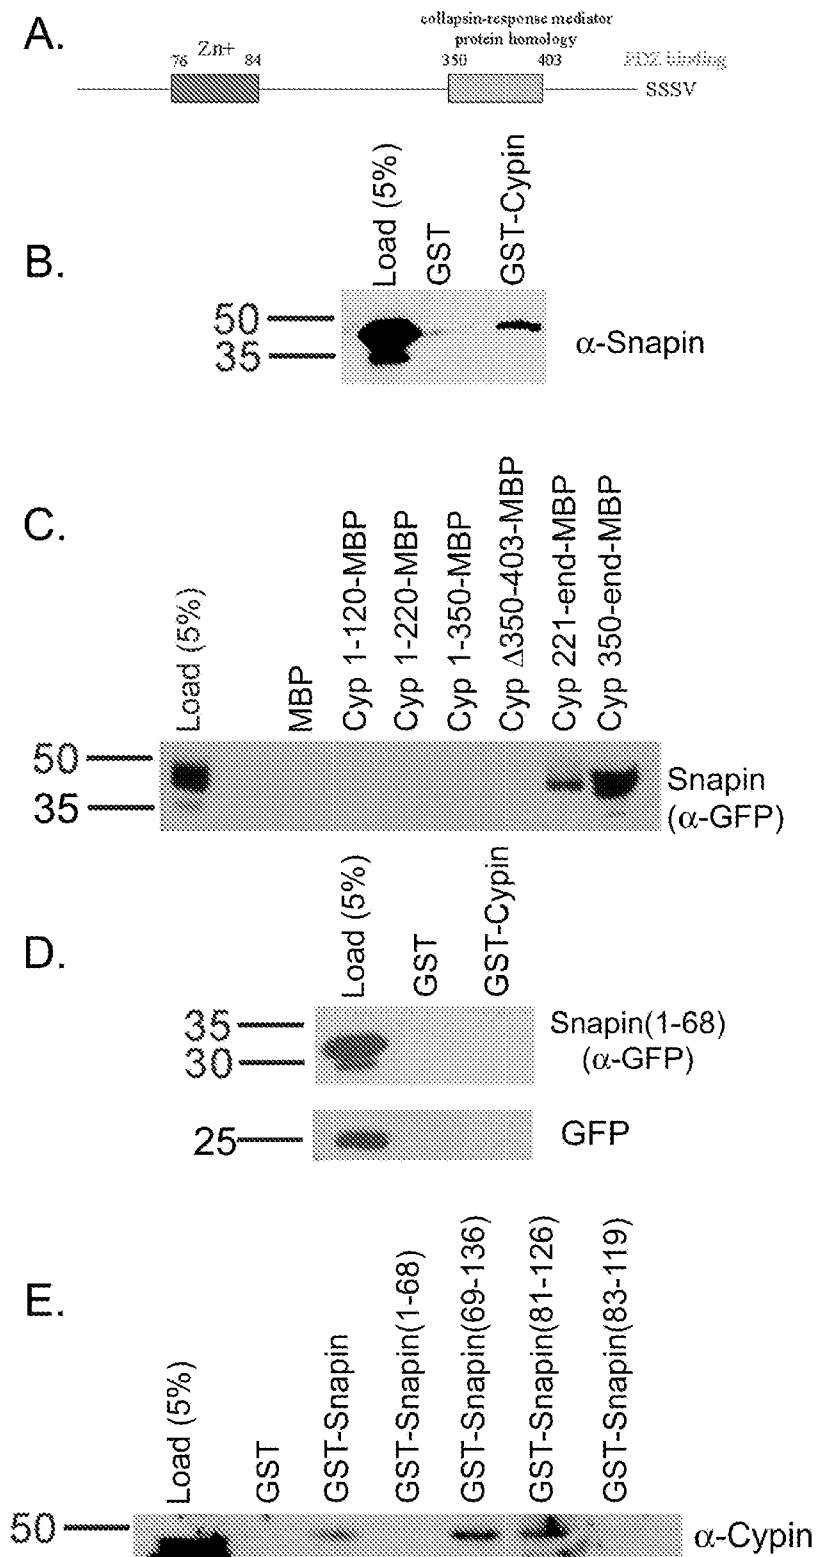 A.
collapsin-response mediator
protein homology
Zn+
76 84 350 403 PDZ binding
SSSV
B.
Load (5%)
GST
GST-Cypin
50
35
α-Snapin
C.
Load (5%)
MBP
Cyp 1-120-MBP
Cyp 1-220-MBP
Cyp 1-350-MBP
Cyp Δ350-403-MBP
Cyp 221-end-MBP
Cyp 350-end-MBP
50
35
Snapin
(α-GFP)
D.
Load (5%)
GST
GST-Cypin
35
30
Snapin(1-68)
(α-GFP)
25
GFP
E.
Load (5%)
GST
GST-Snapin
GST-Snapin(1-68)
GST-Snapin(69-136)
GST-Snapin(81-126)
GST-Snapin(83-119)
50
α-Cypin